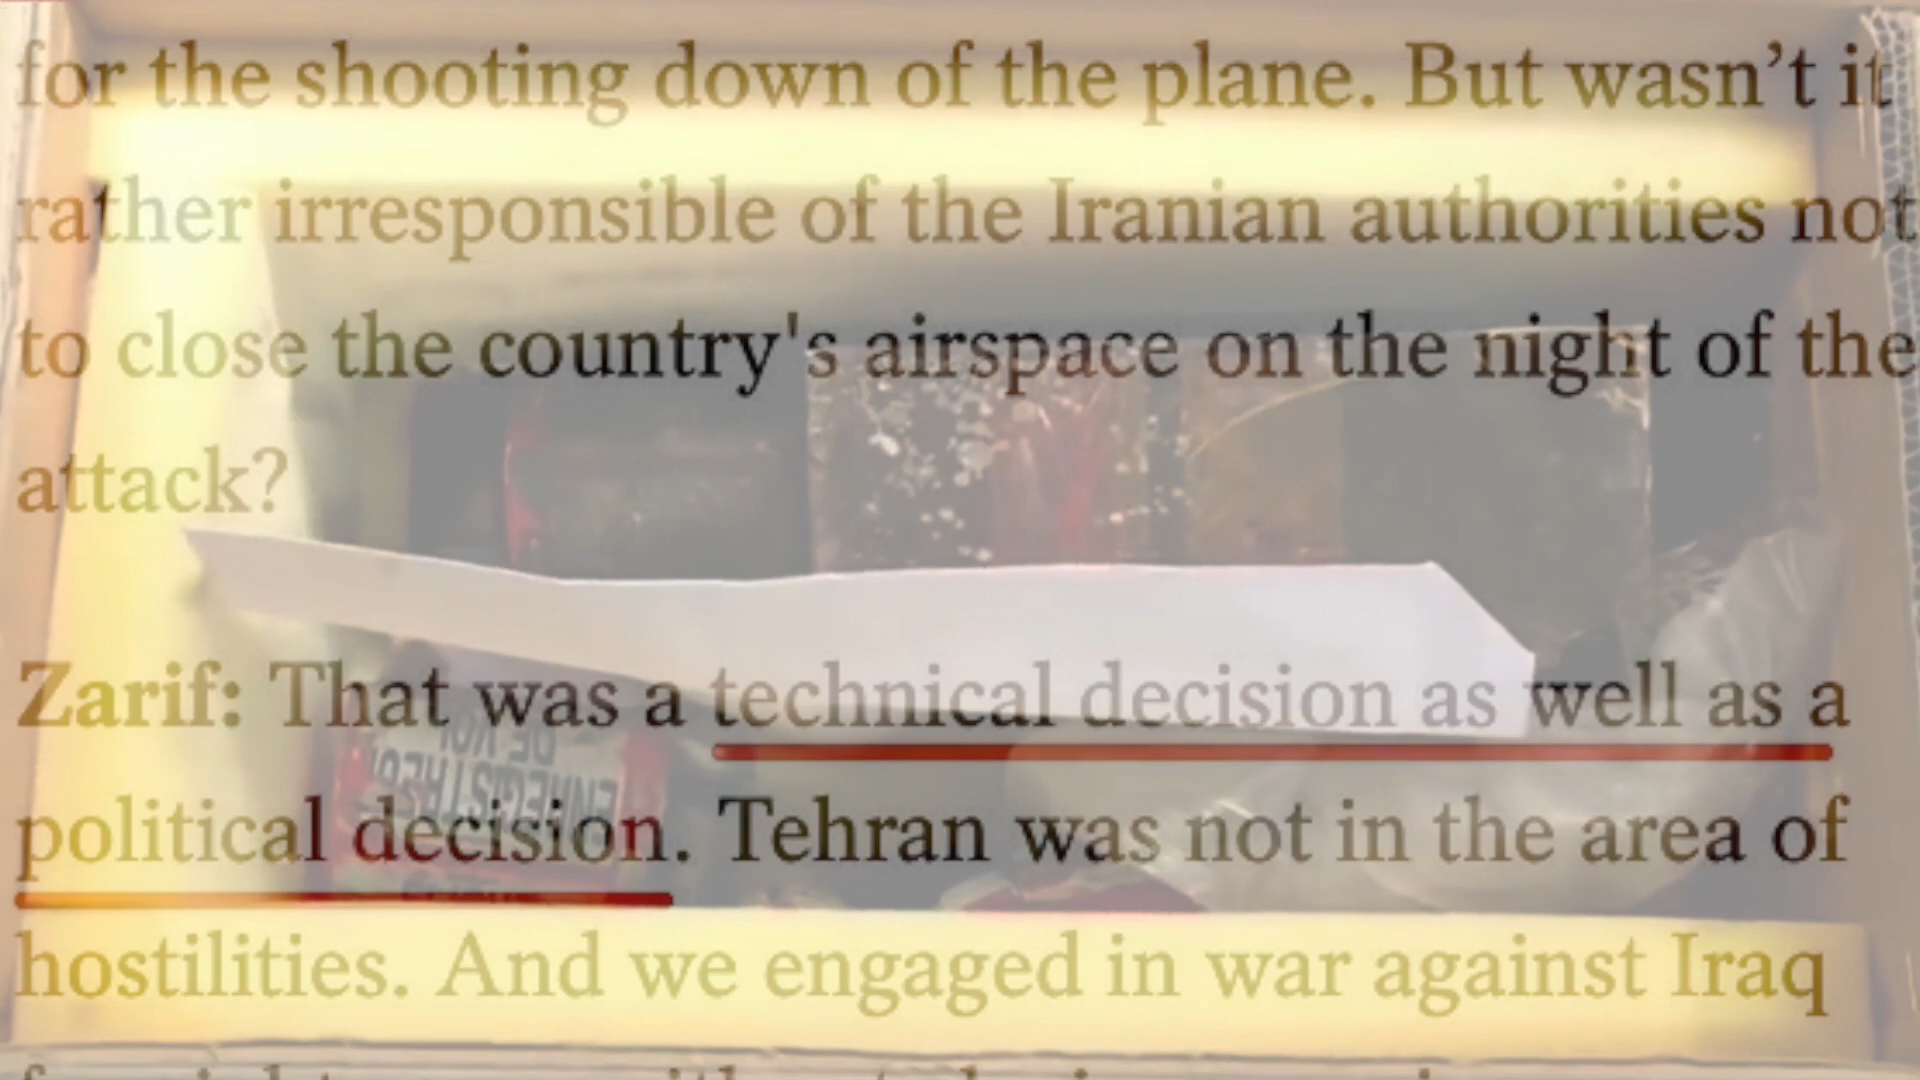 for the shooting down of the plane. But wasn’t it
rather irresponsible of the Iranian authorities not
to close the country's airspace on the night of the
attack?
Zarif: That was a technical decision as well as a
political decision. Tehran was not in the area of
hostilities. And we engaged in war against Iraq